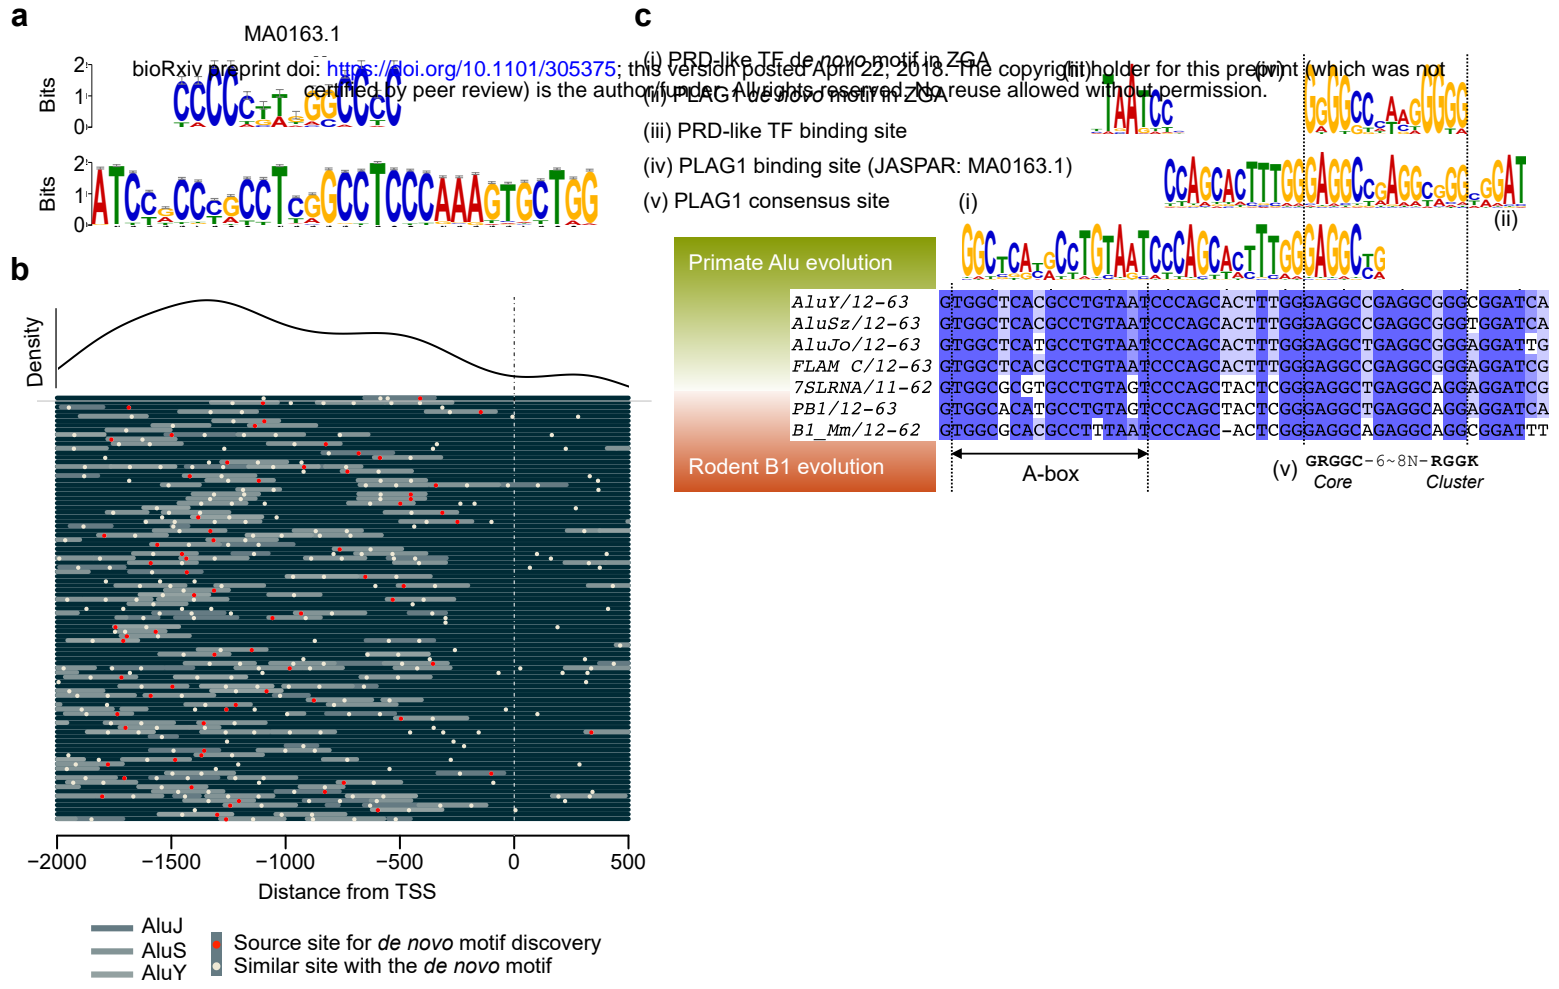 a
MA0163.1
Bits
2
1
0
Bits
2
1
0
c
(i) PRD-like TF de novo motif in ZGA
(ii) PLAG1 de novo motif in ZGA
(iii) PRD-like TF binding site
(iv) PLAG1 binding site (JASPAR: MA0163.1)
(v) PLAG1 consensus site
bioRxiv preprint doi: https://doi.org/10.1101/305375; this version posted April 22, 2018. The copyright holder for this preprint (which was not
certified by peer review) is the author/funder. All rights reserved. No reuse allowed without permission.
(iii)
(iv)
(i)
(ii)
Primate Alu evolution
AluY/12-63 GTGGCTCACGCCTGTAATCCCAGCACTTTGGGAGGCCGAGGCGGGCGGATCA
AluSz/12-63 GTGGCTCACGCCTGTAATCCCAGCACTTTGGGAGGCCGAGGCGGGTGGATCA
AluJo/12-63 GTGGCTCATGCCTGTAATCCCAGCACTTTGGGAGGCTGAGGCGGGAGGATTG
FLAM C/12-63 GTGGCTCACGCCTGTAATCCCAGCACTTTGGGAGGCCGAGGCGGGAGGATCG
7SLRNA/11-62 GTGGCGCGTGCCTGTAGTCCCAGCTACTCGGGAGGCTGAGGCAGGAGGATCG
PB1/12-63 GTGGCACATGCCTGTAGTCCCAGCTACTCGGGAGGCTGAGGCAGGAGGATCA
B1_Mm/12-62 GTGGCGCACGCCTTTAATCCCAGC-ACTCGGGAGGCAGAGGCAGGCGGATTT
Rodent B1 evolution
A-box
(v) GRGGC-6~8N-RGGK
Core
Cluster
b
Density
−2000
−1500
−1000
−500
0
500
Distance from TSS
AluJ
AluS
AluY
Source site for de novo motif discovery
Similar site with the de novo motif